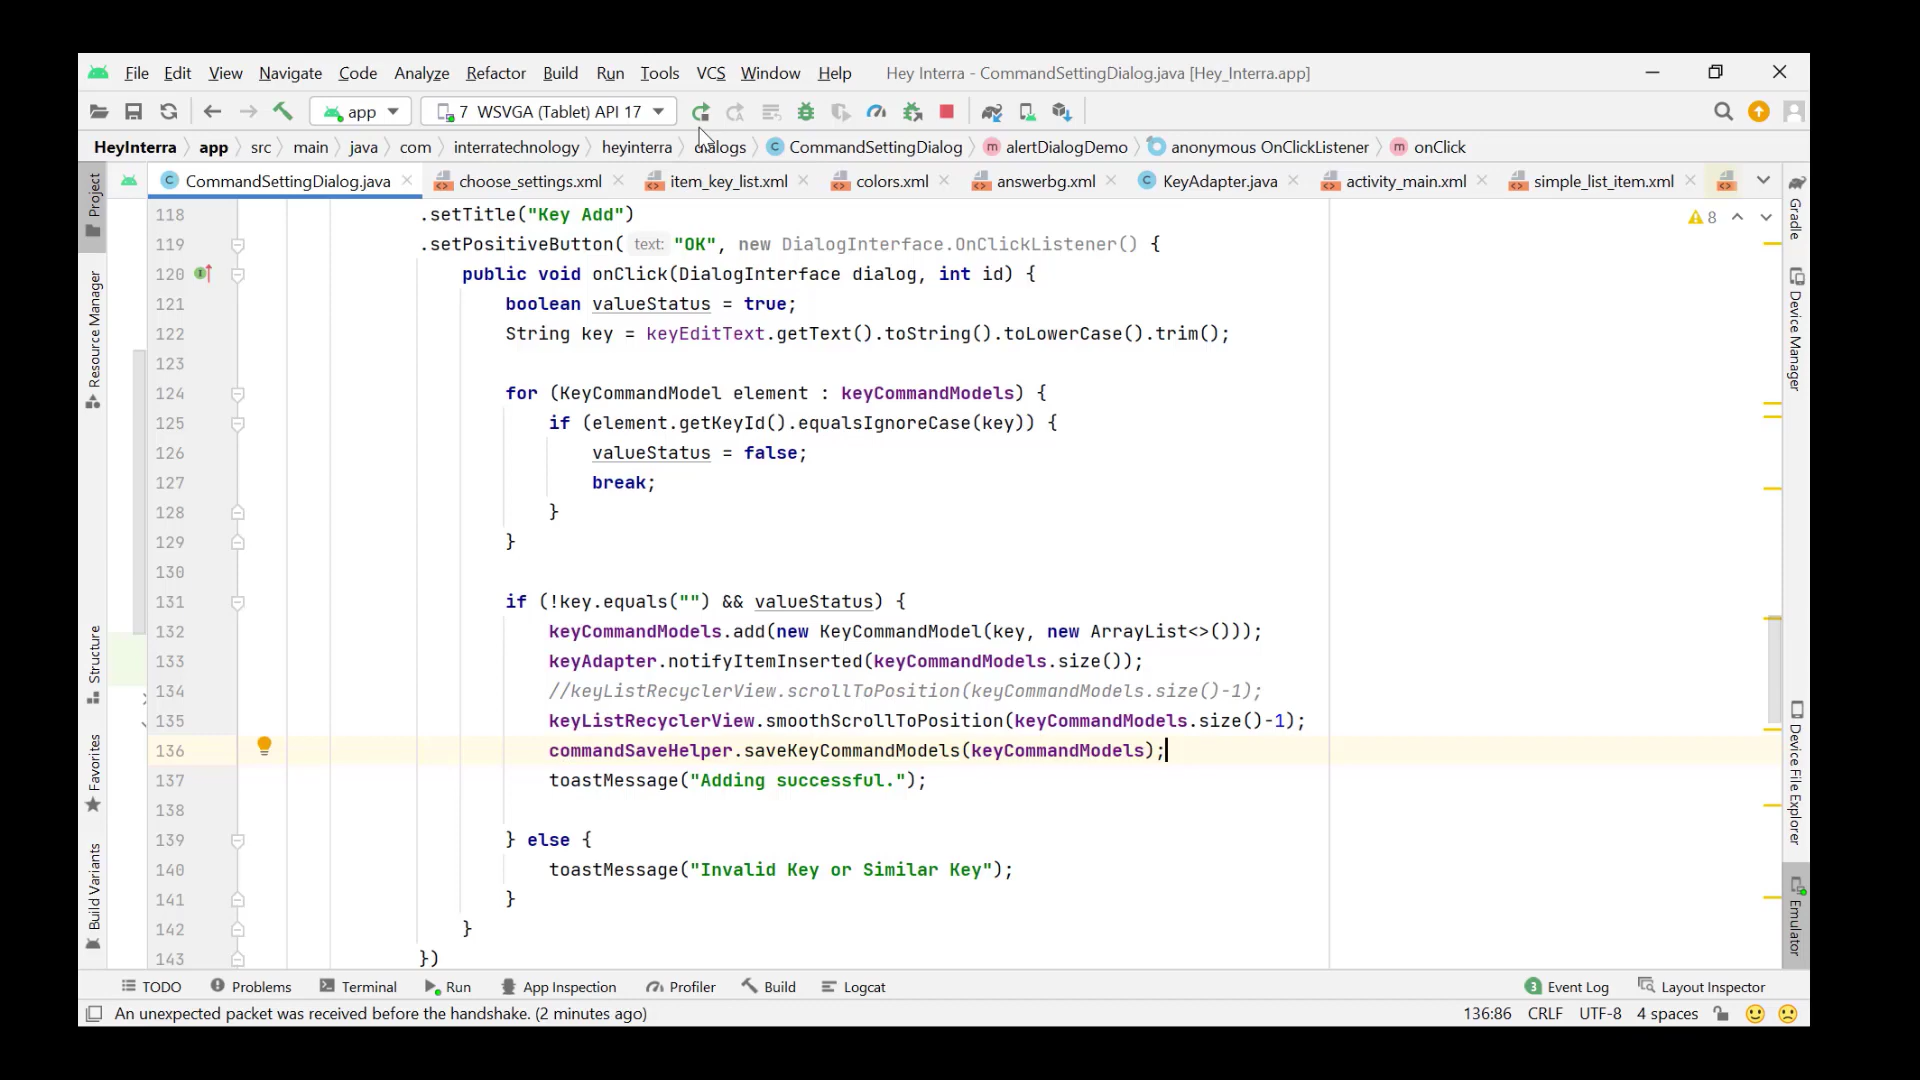 File Edit View Navigate Code Analyze Refactor Build Run Tools VCS Window Help Hey Interra - CommandSettingDialog.java [Hey_Interra.app]
app 7 WSVGA (Tablet) API 17
HeyInterra app src main java com interratechnology heyinterra dialogs CommandSettingDialog alertDialogDemo anonymous OnClickListener onClick
CommandSettingDialog.java choose_settings.xml item_key_list.xml colors.xml answerbg.xml KeyAdapter.java activity_main.xml simple_list_item.xml
118 .setTitle("Key Add")
119 .setPositiveButton( text: "OK", new DialogInterface.OnClickListener() {
120 public void onClick(DialogInterface dialog, int id) {
121 boolean valueStatus = true;
122 String key = keyEditText.getText().toString().toLowerCase().trim();
123
124 for (KeyCommandModel element : keyCommandModels) {
125 if (element.getKeyId().equalsIgnoreCase(key)) {
126 valueStatus = false;
127 break;
128 }
129 }
130
131 if (!key.equals("") && valueStatus) {
132 keyCommandModels.add(new KeyCommandModel(key, new ArrayList<>()));
133 keyAdapter.notifyItemInserted(keyCommandModels.size());
134 //keyListRecyclerView.scrollToPosition(keyCommandModels.size()-1);
135 keyListRecyclerView.smoothScrollToPosition(keyCommandModels.size()-1);
136 commandSaveHelper.saveKeyCommandModels(keyCommandModels);
137 toastMessage("Adding successful.");
138
139 } else {
140 toastMessage("Invalid Key or Similar Key");
141 }
142 }
143 })
8
Project
Resource Manager
Structure
Favorites
Build Variants
Gradle
Device Manager
Device File Explorer
Emulator
TODO Problems Terminal Run App Inspection Profiler Build Logcat 3 Event Log Layout Inspector
An unexpected packet was received before the handshake. (2 minutes ago) 136:86 CRLF UTF-8 4 spaces